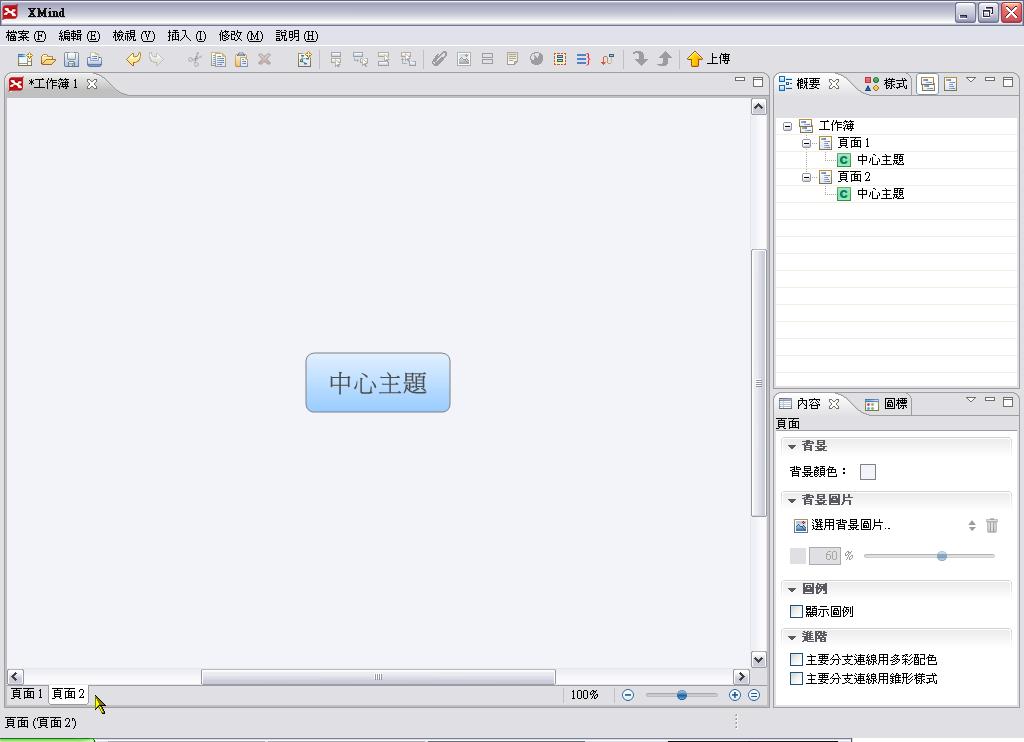 XMind
檔案 (F) 編輯 (E) 檢視 (V) 插入 (I) 修改 (M) 說明 (H)
上傳
*工作簿 1
概要 樣式
工作簿
頁面 1
中心主題
頁面 2
中心主題
中心主題
內容 圖標
頁面
背景
背景顏色：
背景圖片
選用背景圖片..
60 %
圖例
顯示圖例
進階
主要分支連線用多彩配色
主要分支連線用錐形樣式
頁面 1 頁面 2
100%
頁面 ('頁面 2')